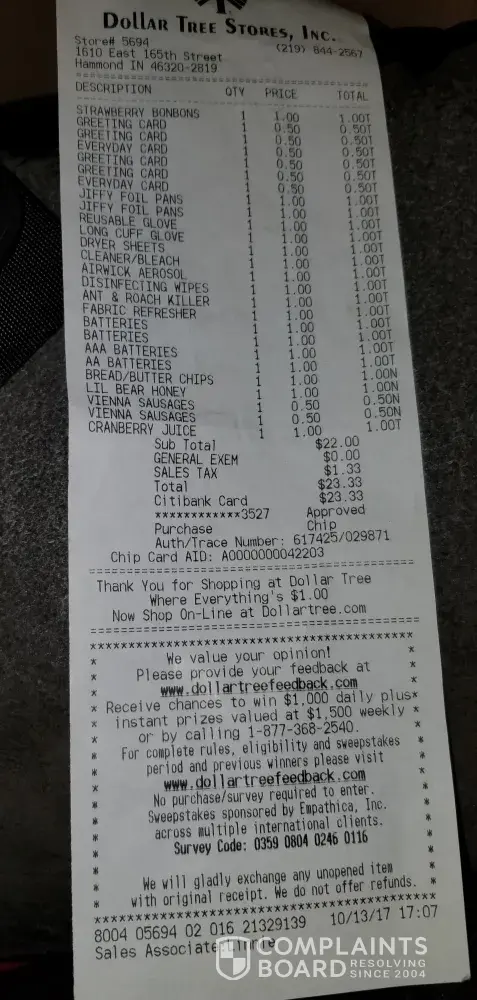 DOLLAR TREE STORES, INC.
Store# 5694 (219) 844-2567
1610 East 165th Street
Hammond IN 46320-2819
DESCRIPTION QTY PRICE TOTAL
STRAWBERRY BONBONS 1 1.00 1.00T
GREETING CARD 1 0.50 0.50T
GREETING CARD 1 0.50 0.50T
EVERYDAY CARD 1 0.50 0.50T
GREETING CARD 1 0.50 0.50T
GREETING CARD 1 0.50 0.50T
EVERYDAY CARD 1 0.50 0.50T
JIFFY FOIL PANS 1 1.00 1.00T
JIFFY FOIL PANS 1 1.00 1.00T
REUSABLE GLOVE 1 1.00 1.00T
LONG CUFF GLOVE 1 1.00 1.00T
DRYER SHEETS 1 1.00 1.00T
CLEANER/BLEACH 1 1.00 1.00T
AIRWICK AEROSOL 1 1.00 1.00T
DISINFECTING WIPES 1 1.00 1.00T
ANT & ROACH KILLER 1 1.00 1.00T
FABRIC REFRESHER 1 1.00 1.00T
BATTERIES 1 1.00 1.00T
BATTERIES 1 1.00 1.00T
AAA BATTERIES 1 1.00 1.00T
AA BATTERIES 1 1.00 1.00T
BREAD/BUTTER CHIPS 1 1.00 1.00N
LIL BEAR HONEY 1 1.00 1.00N
VIENNA SAUSAGES 1 0.50 0.50N
VIENNA SAUSAGES 1 0.50 0.50N
CRANBERRY JUICE 1 1.00 1.00T
Sub Total $22.00
GENERAL EXEM $0.00
SALES TAX $1.33
Total $23.33
Citibank Card $23.33
************3527 Approved
Purchase Chip
Auth/Trace Number: 617425/029871
Chip Card AID: A0000000042203
Thank You for Shopping at Dollar Tree
Where Everything's $1.00
Now Shop On-Line at Dollartree.com
We value your opinion!
Please provide your feedback at
www.dollartreefeedback.com
Receive chances to win $1,000 daily plus
instant prizes valued at $1,500 weekly
or by calling 1-877-368-2540.
For complete rules, eligibility and sweepstakes
period and previous winners please visit
www.dollartreefeedback.com
No purchase/survey required to enter.
Sweepstakes sponsored by Empathica, Inc.
across multiple international clients.
Survey Code: 0359 0804 0246 0116
We will gladly exchange any unopened item
with original receipt. We do not offer refunds.
8004 05694 02 016 21329139 10/13/17 17:07
Sales Associate:
COMPLAINTS
BOARD RESOLVING SINCE 2004